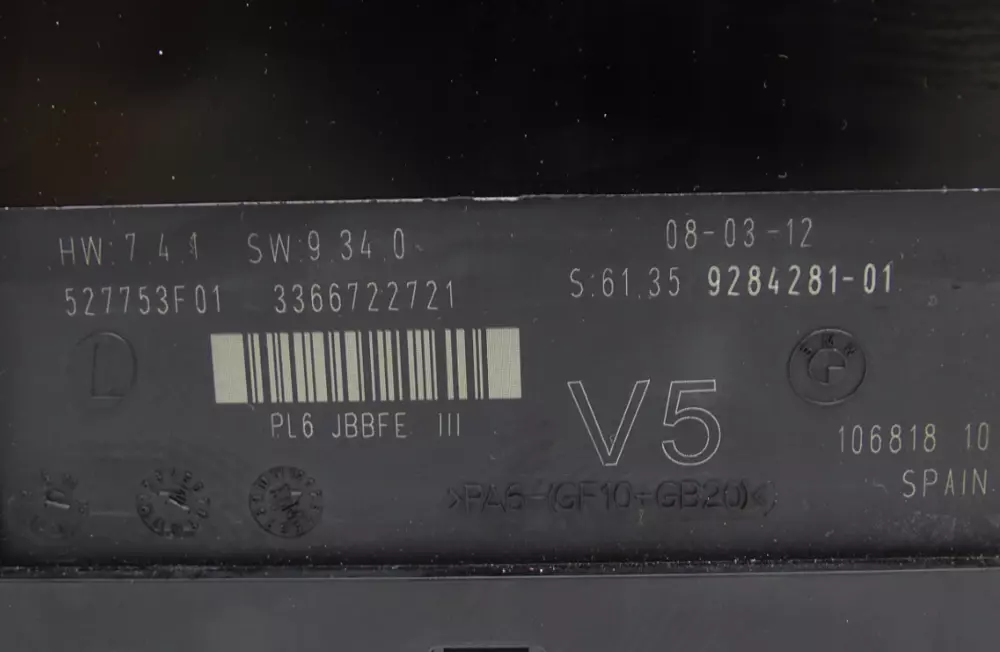 HW:7.4.1 SW:9.34.0
08-03-12
527753F01 3366722721
S:61.35 9284281-01
D
BMW
PL6 JBBFE III
V5
106818 10
SPAIN
>PA6-(GF10+GB20)<